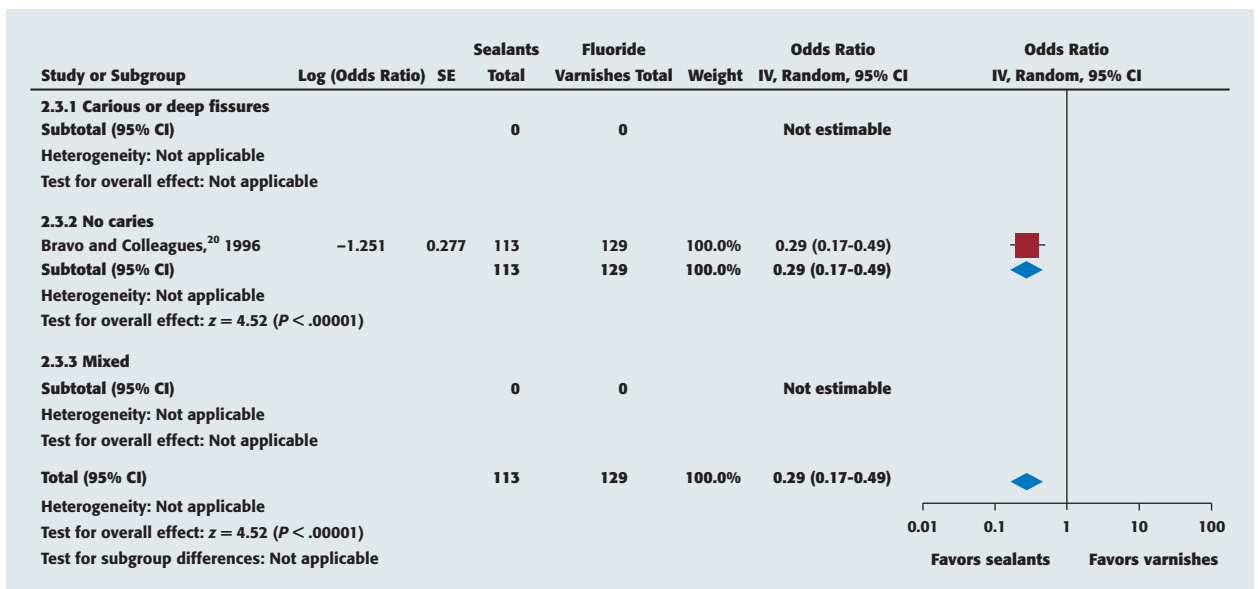 Sealants Fluoride Odds Ratio Odds Ratio
Study or Subgroup Log (Odds Ratio) SE Total Varnishes Total Weight IV, Random, 95% CI IV, Random, 95% CI
2.3.1 Carious or deep fissures
Subtotal (95% CI) 0 0 Not estimable
Heterogeneity: Not applicable
Test for overall effect: Not applicable
2.3.2 No caries
Bravo and Colleagues,20 1996 −1.251 0.277 113 129 100.0% 0.29 (0.17-0.49)
Subtotal (95% CI) 113 129 100.0% 0.29 (0.17-0.49)
Heterogeneity: Not applicable
Test for overall effect: z = 4.52 (P < .00001)
2.3.3 Mixed
Subtotal (95% CI) 0 0 Not estimable
Heterogeneity: Not applicable
Test for overall effect: Not applicable
Total (95% CI) 113 129 100.0% 0.29 (0.17-0.49)
Heterogeneity: Not applicable
Test for overall effect: z = 4.52 (P < .00001)
Test for subgroup differences: Not applicable
0.01 0.1 1 10 100
Favors sealants Favors varnishes